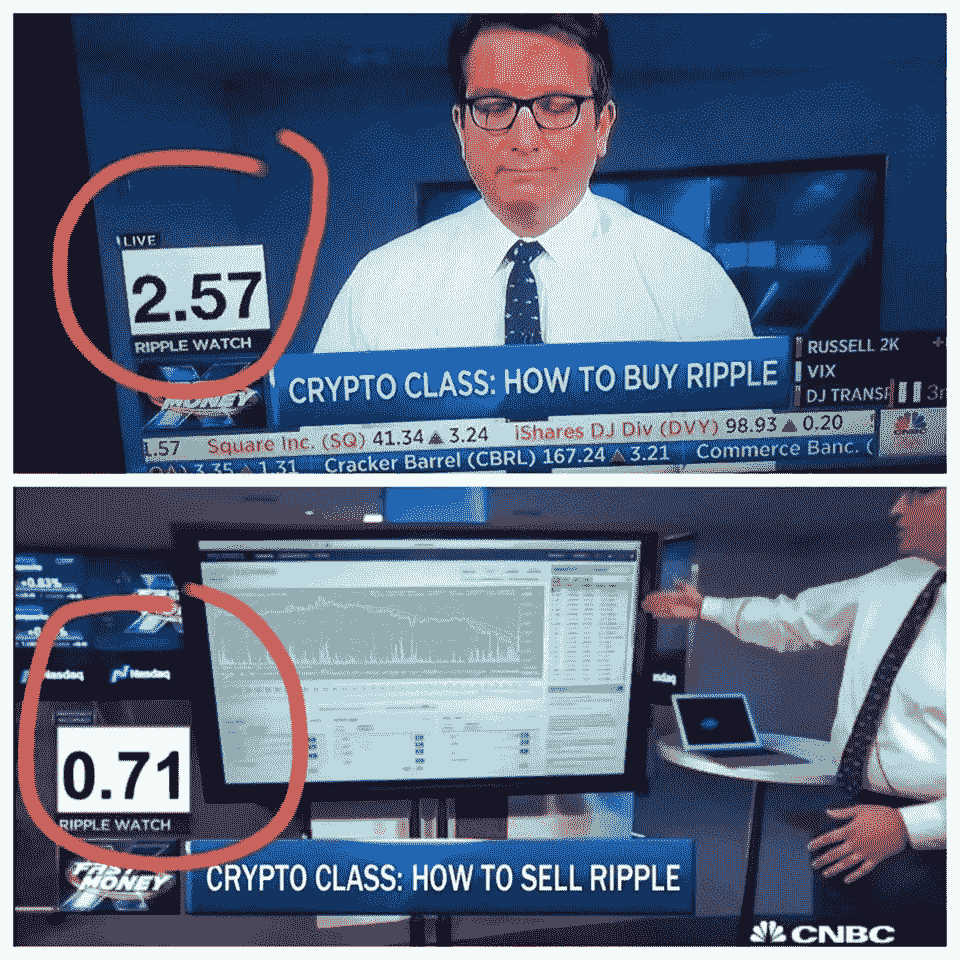 LIVE
2.57
RIPPLE WATCH
MONEY
CRYPTO CLASS: HOW TO BUY RIPPLE
RUSSELL 2K
VIX
DJ TRANSP
1.57 Square Inc. (SQ) 41.34 ▲ 3.24 iShares DJ Div (DVY) 98.93 ▲ 0.20
3.35 ▲ 1.31 Cracker Barrel (CBRL) 167.24 ▲ 3.21 Commerce Banc. (
+0.83%
Nasdaq
Nasdaq
0.71
RIPPLE WATCH
FAST
MONEY
CRYPTO CLASS: HOW TO SELL RIPPLE
CNBC